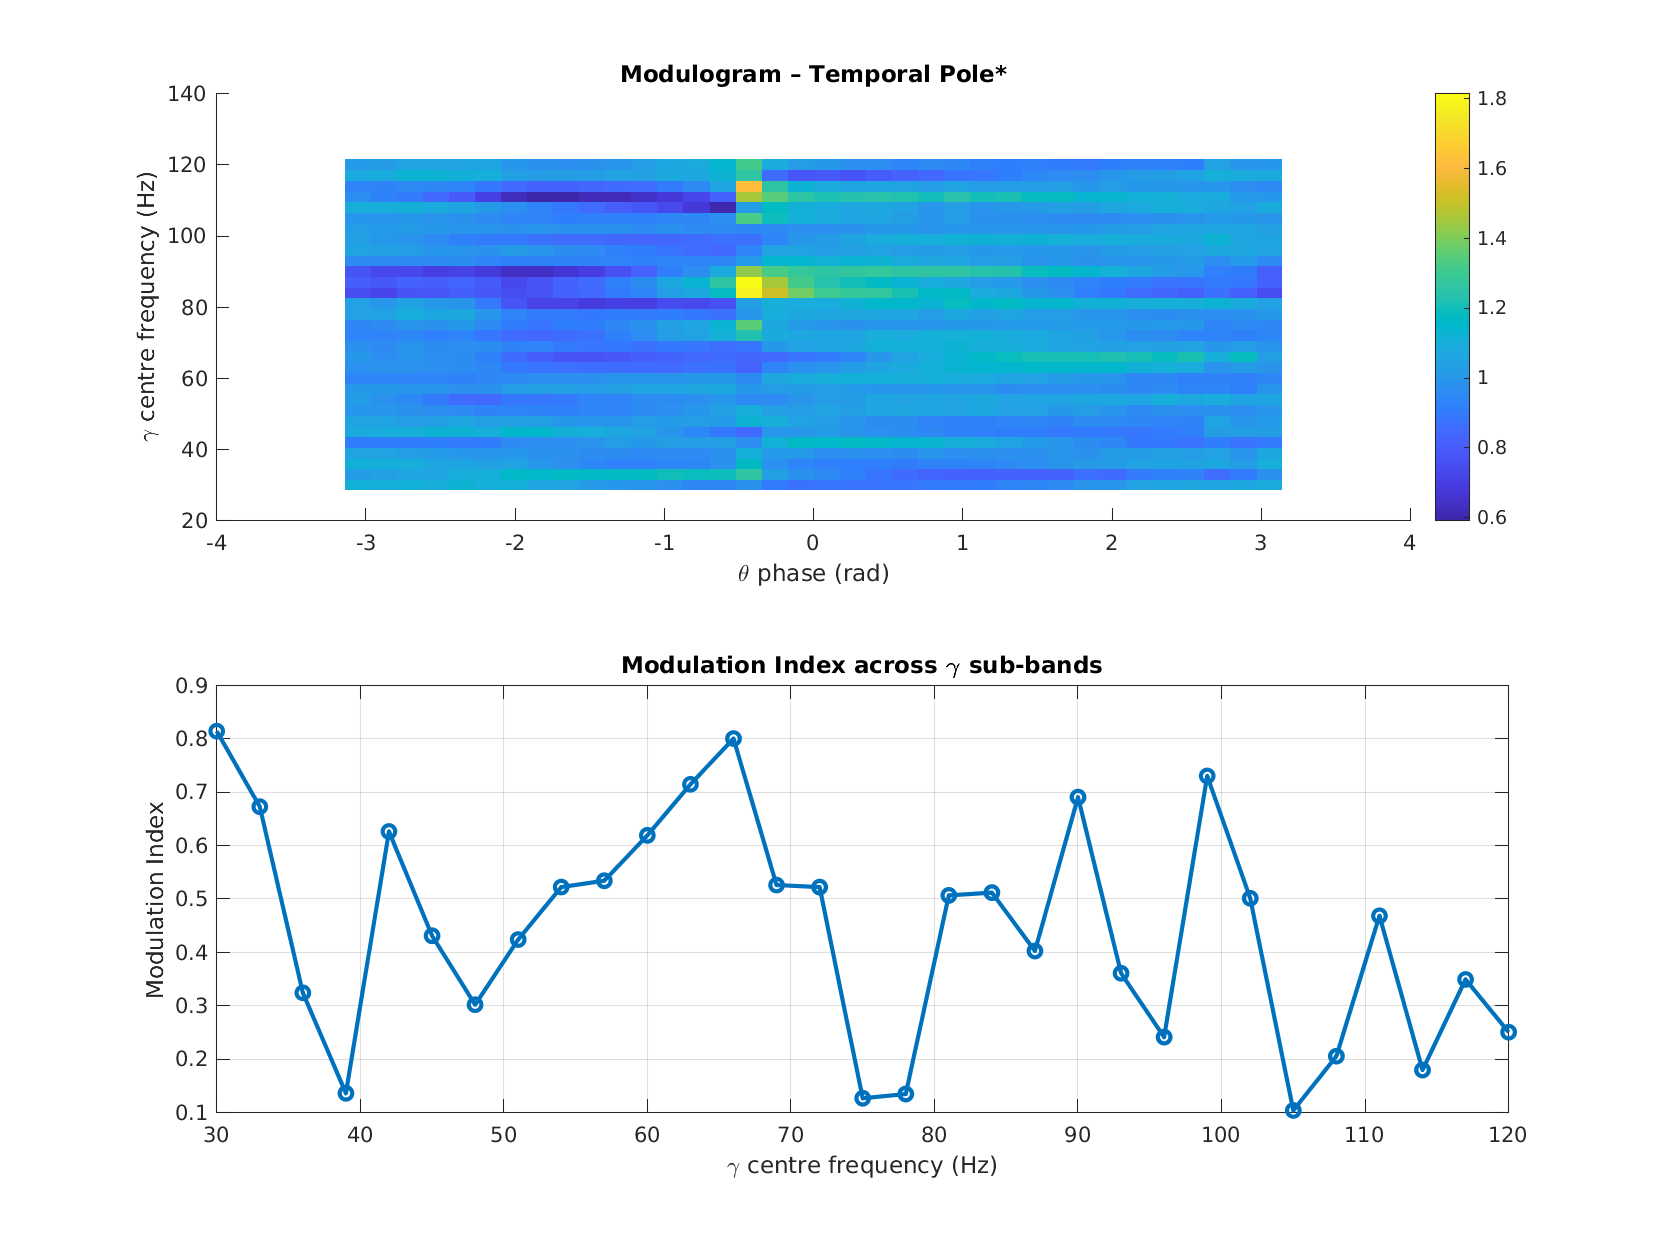 Modulogram – Temporal Pole*
140
120
100
80
60
40
20
γ centre frequency (Hz)
-4 -3 -2 -1 0 1 2 3 4
θ phase (rad)
1.8
1.6
1.4
1.2
1
0.8
0.6
Modulation Index across γ sub-bands
0.9
0.8
0.7
0.6
0.5
0.4
0.3
0.2
0.1
Modulation Index
30 40 50 60 70 80 90 100 110 120
γ centre frequency (Hz)